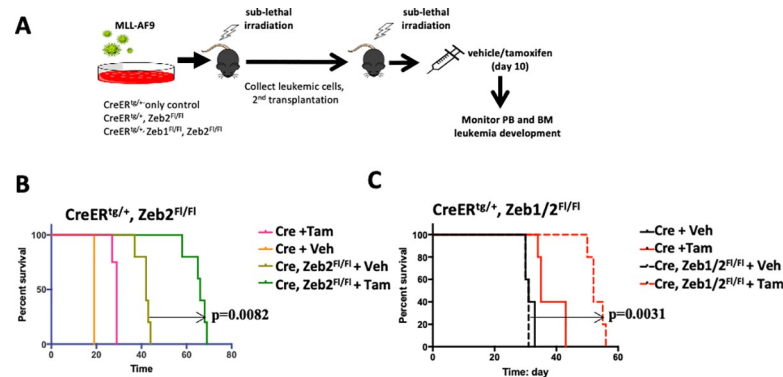 A
MLL-AF9
sub-lethal
irradiation
sub-lethal
irradiation
vehicle/tamoxifen
(day 10)
Collect leukemic cells,
2nd transplantation
CreERtg/+-only control
CreERtg/+, Zeb2Fl/Fl
CreERtg/+, Zeb1Fl/Fl, Zeb2Fl/Fl
Monitor PB and BM
leukemia development
B
CreERtg/+, Zeb2Fl/Fl
Percent survival
100
50
0
0 20 40 60 80
Time
Cre +Tam
Cre + Veh
Cre, Zeb2Fl/Fl + Veh
Cre, Zeb2Fl/Fl + Tam
p=0.0082
C
CreERtg/+, Zeb1/2Fl/Fl
Percent survival
100
80
60
40
20
0
0 20 40 60
Time: day
Cre + Veh
Cre +Tam
Cre, Zeb1/2Fl/Fl + Veh
Cre, Zeb1/2Fl/Fl + Tam
p=0.0031